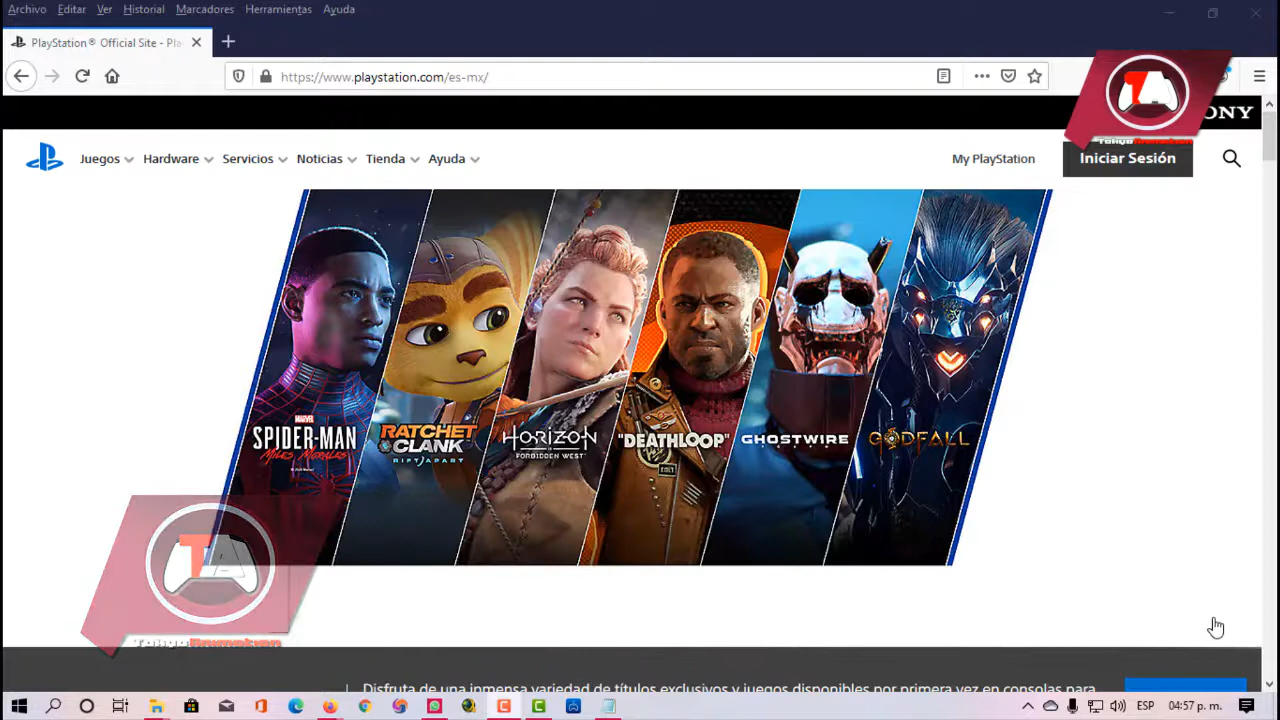 Archivo Editar Ver Historial Marcadores Herramientas Ayuda
PlayStation® Official Site - Pla
https://www.playstation.com/es-mx/
ONY
Juegos Hardware Servicios Noticias Tienda Ayuda My PlayStation Iniciar Sesión
MARVEL
SPIDER-MAN
MILES MORALES
RATCHET
CLANK
RIFT APART
HORIZON
FORBIDDEN WEST
"DEATHLOOP"
GHOSTWIRE
GODFALL
TA
Disfruta de una inmensa variedad de títulos exclusivos y juegos disponibles por primera vez en consolas para
ESP 04:57 p. m.